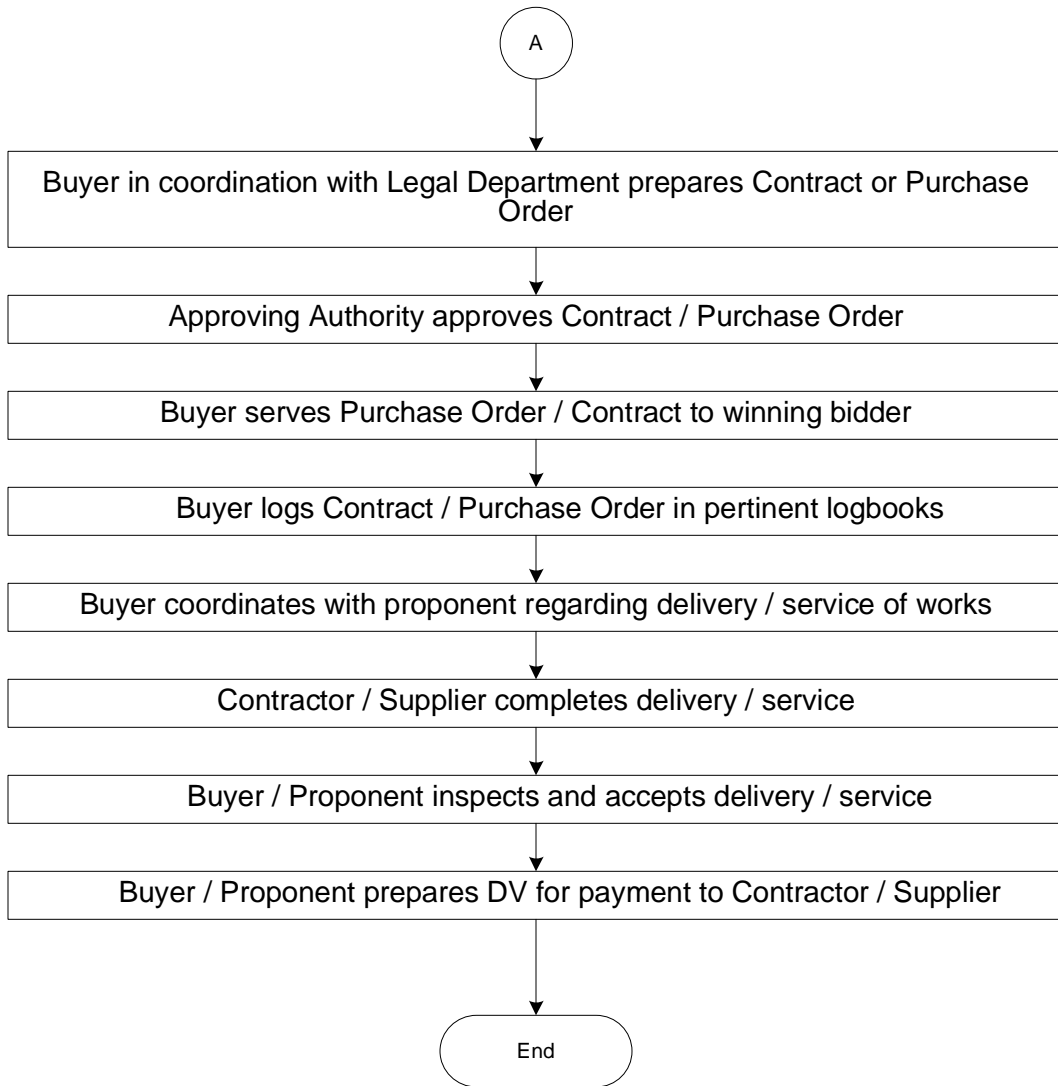 A
Buyer in coordination with Legal Department prepares Contract or Purchase
Order
Approving Authority approves Contract / Purchase Order
Buyer serves Purchase Order / Contract to winning bidder
Buyer logs Contract / Purchase Order in pertinent logbooks
Buyer coordinates with proponent regarding delivery / service of works
Contractor / Supplier completes delivery / service
Buyer / Proponent inspects and accepts delivery / service
Buyer / Proponent prepares DV for payment to Contractor / Supplier
End